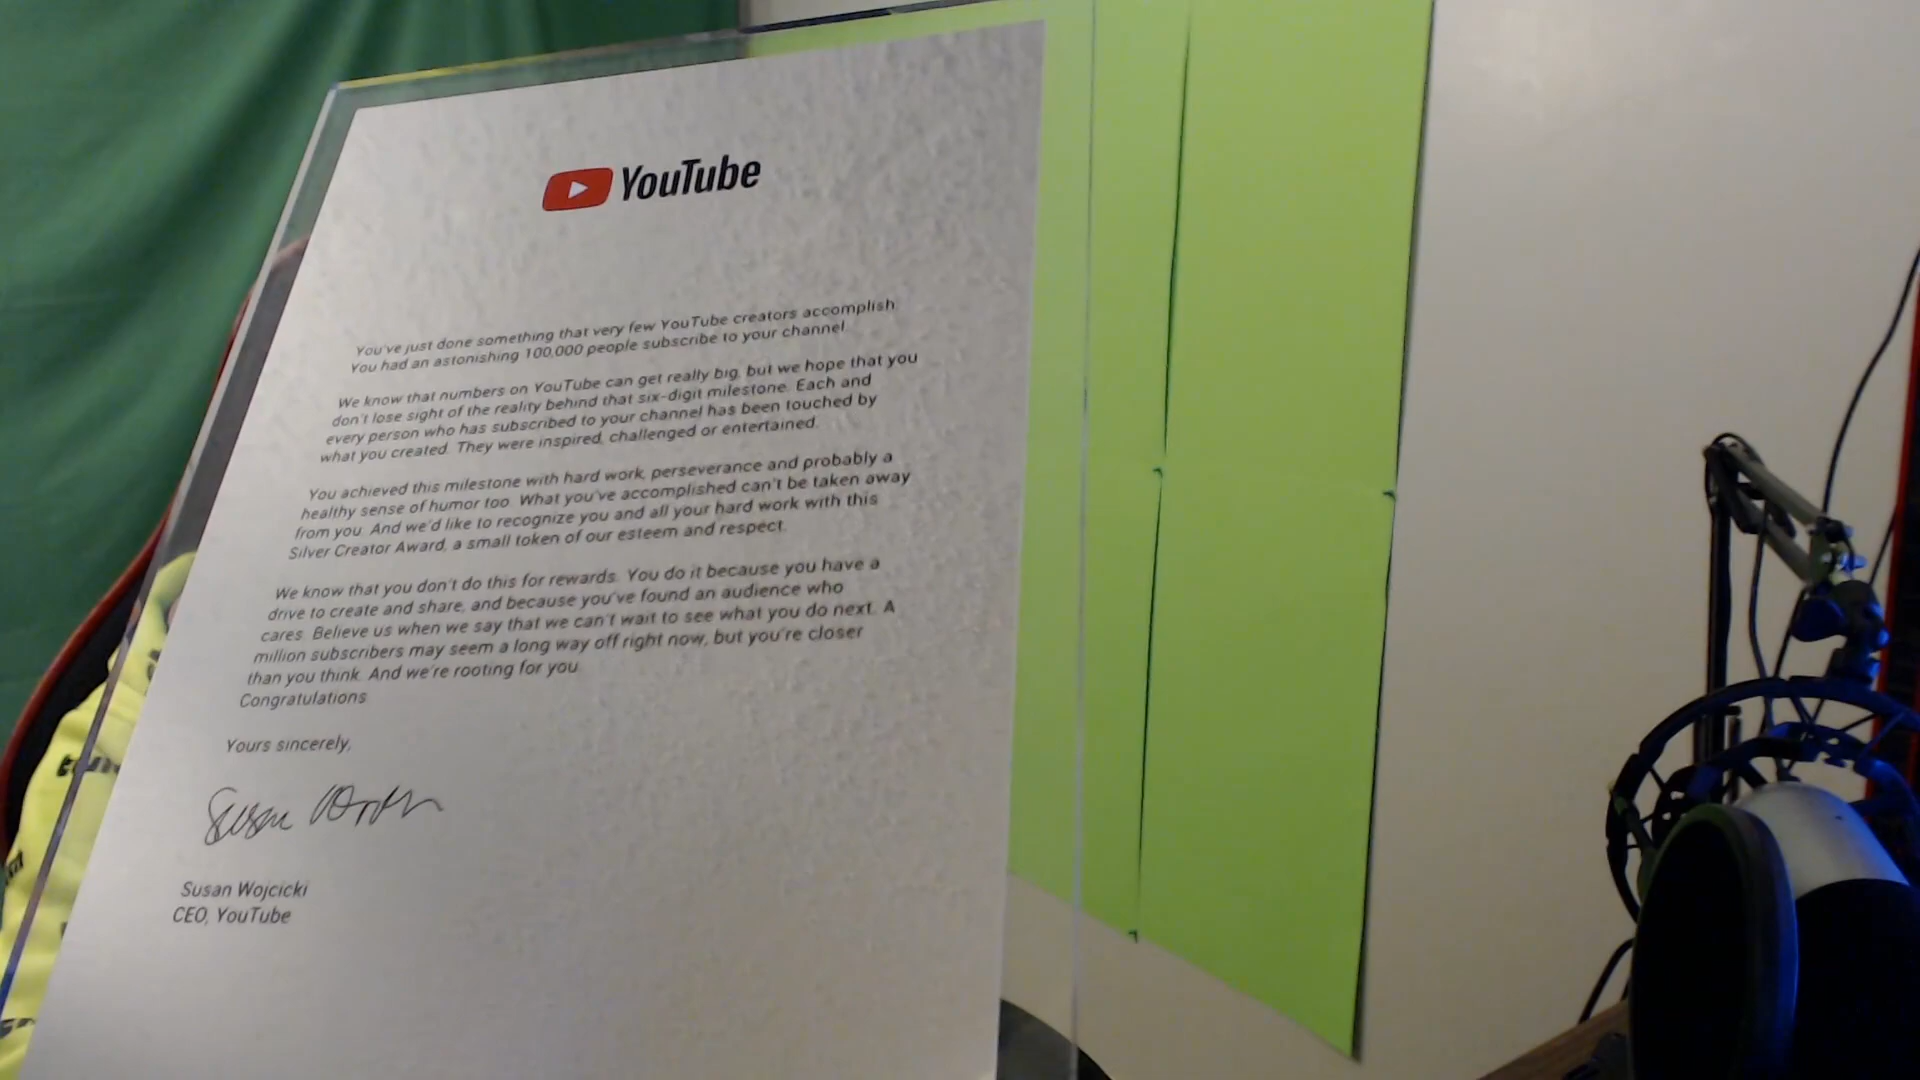 YouTube
You've just done something that very few YouTube creators accomplish.
You had an astonishing 100,000 people subscribe to your channel.
We know that numbers on YouTube can get really big, but we hope that you
don't lose sight of the reality behind that six-digit milestone. Each and
every person who has subscribed to your channel has been touched by
what you created. They were inspired, challenged or entertained.
You achieved this milestone with hard work, perseverance and probably a
healthy sense of humor too. What you've accomplished can't be taken away
from you. And we'd like to recognize you and all your hard work with this
Silver Creator Award, a small token of our esteem and respect.
We know that you don't do this for rewards. You do it because you have a
drive to create and share, and because you've found an audience who
cares. Believe us when we say that we can't wait to see what you do next. A
million subscribers may seem a long way off right now, but you're closer
than you think. And we're rooting for you.
Congratulations
Yours sincerely,
Susan Wojcicki
CEO, YouTube